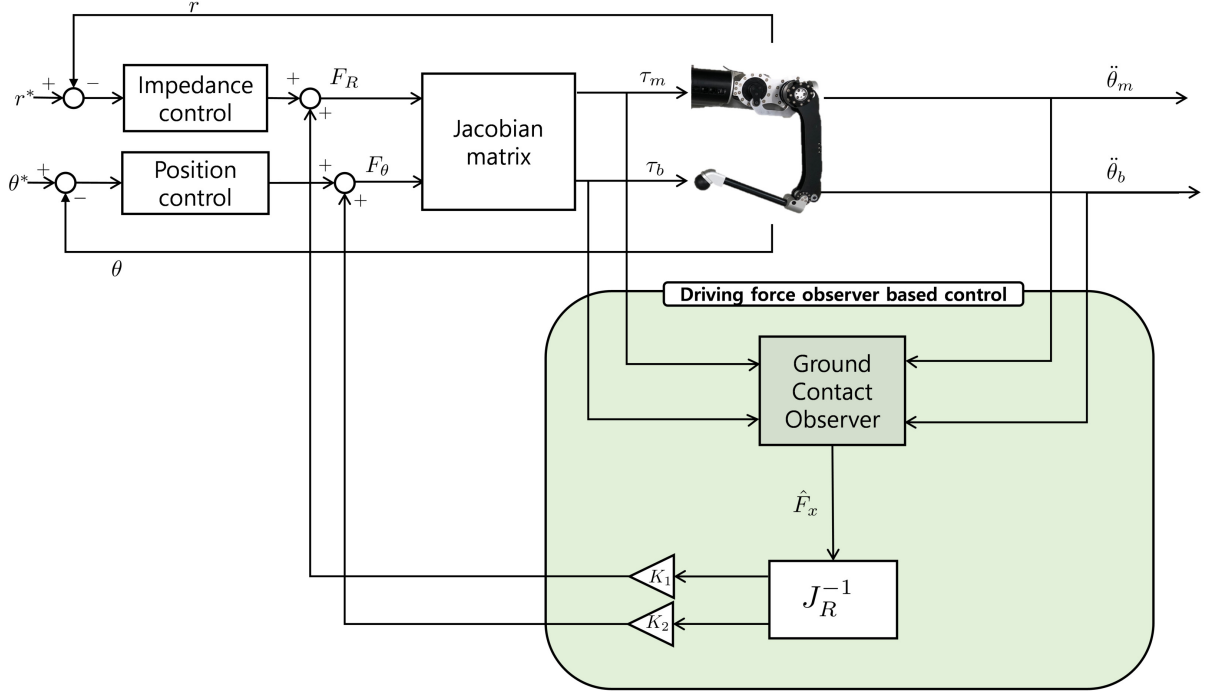 r
+
−
r*
Impedance
control
+
+
F_R
Jacobian
matrix
τ_m
θ̈_m
+
−
θ*
Position
control
+
+
F_θ
τ_b
θ̈_b
θ
Driving force observer based control
Ground
Contact
Observer
F̂_x
K_1
J_R^{-1}
K_2